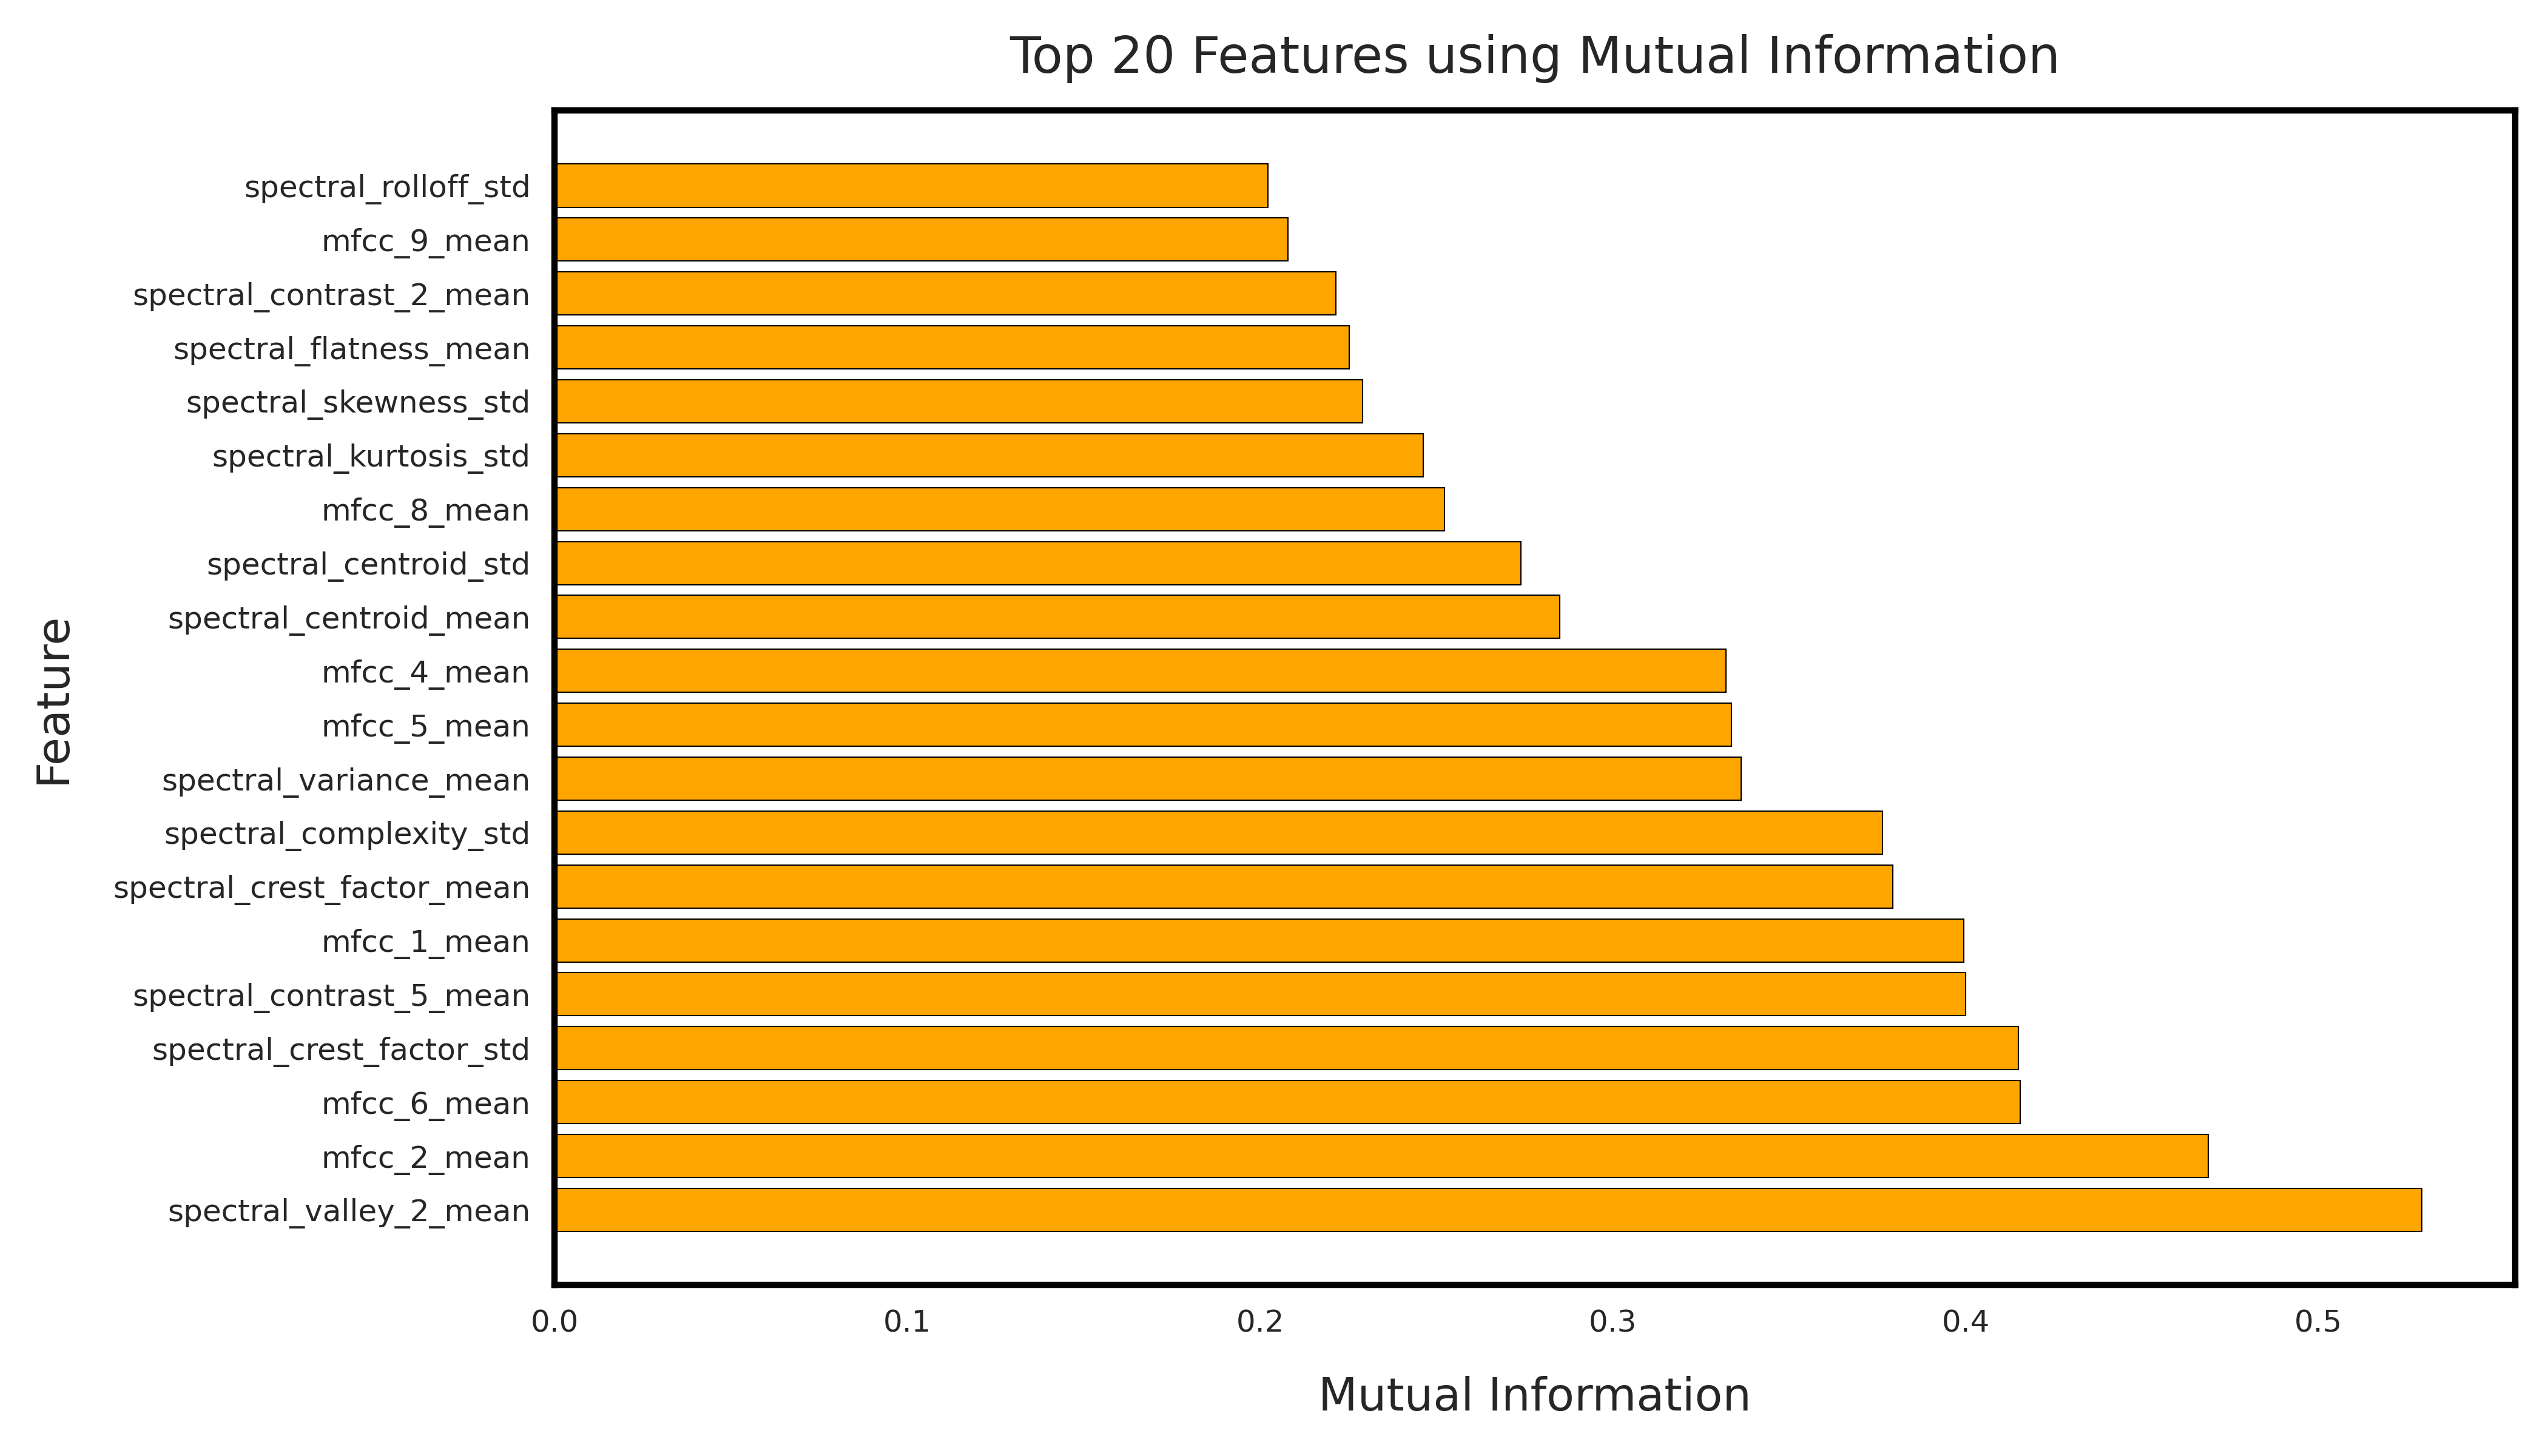 Top 20 Features using Mutual Information
Feature
spectral_rolloff_std
mfcc_9_mean
spectral_contrast_2_mean
spectral_flatness_mean
spectral_skewness_std
spectral_kurtosis_std
mfcc_8_mean
spectral_centroid_std
spectral_centroid_mean
mfcc_4_mean
mfcc_5_mean
spectral_variance_mean
spectral_complexity_std
spectral_crest_factor_mean
mfcc_1_mean
spectral_contrast_5_mean
spectral_crest_factor_std
mfcc_6_mean
mfcc_2_mean
spectral_valley_2_mean
0.0 0.1 0.2 0.3 0.4 0.5
Mutual Information